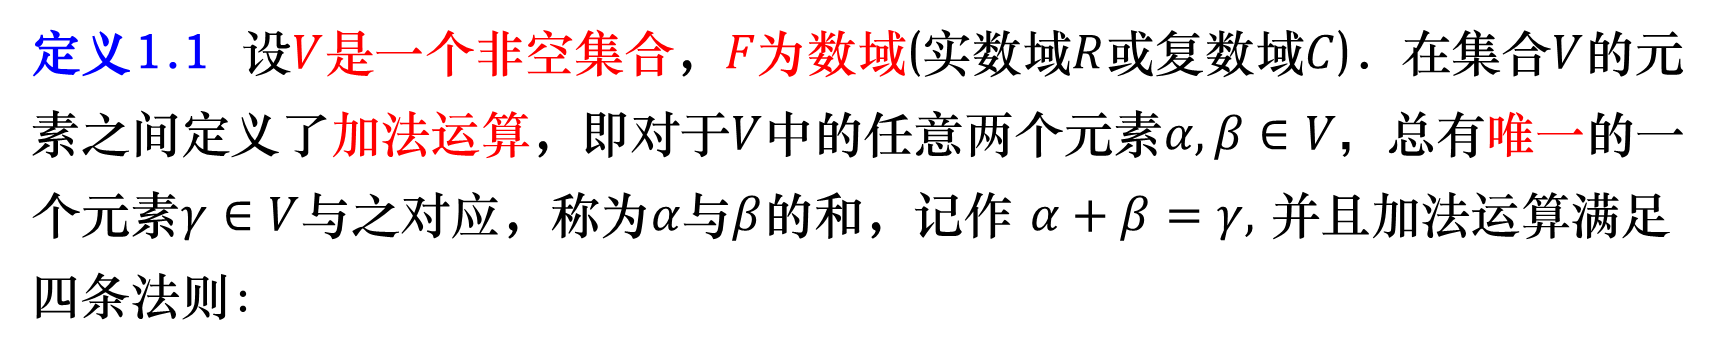 定义1.1 设V是一个非空集合，F为数域(实数域R或复数域C)．在集合V的元
素之间定义了加法运算，即对于V中的任意两个元素α, β ∈ V，总有唯一的一
个元素γ ∈ V与之对应，称为α与β的和，记作 α + β = γ, 并且加法运算满足
四条法则：